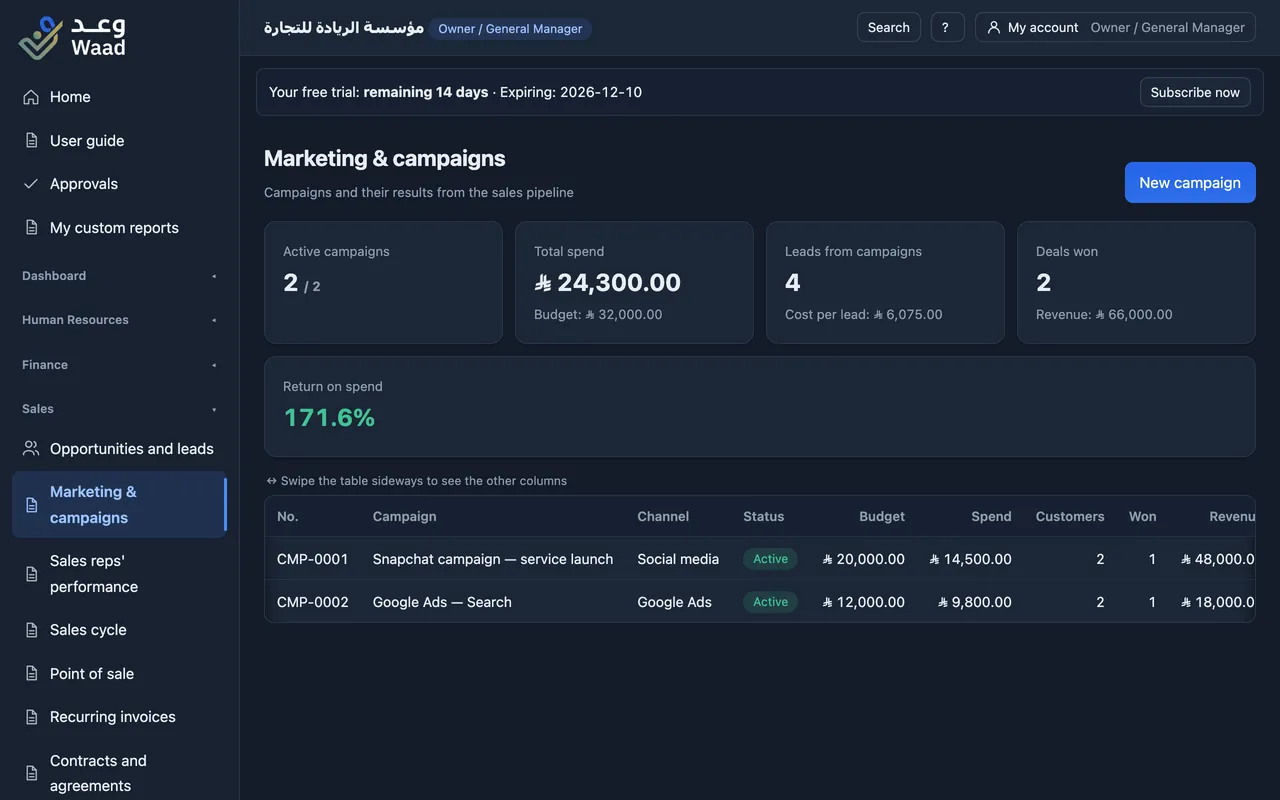 وعد
Waad
Home
User guide
Approvals
My custom reports
Dashboard
Human Resources
Finance
Sales
Opportunities and leads
Marketing &
campaigns
Sales reps'
performance
Sales cycle
Point of sale
Recurring invoices
Contracts and
agreements
مؤسسة الريادة للتجارة
Owner / General Manager
Search
?
My account Owner / General Manager
Your free trial: remaining 14 days · Expiring: 2026-12-10
Subscribe now
Marketing & campaigns
Campaigns and their results from the sales pipeline
New campaign
Active campaigns
2 / 2
Total spend
⃁ 24,300.00
Budget: ⃁ 32,000.00
Leads from campaigns
4
Cost per lead: ⃁ 6,075.00
Deals won
2
Revenue: ⃁ 66,000.00
Return on spend
171.6%
↔ Swipe the table sideways to see the other columns
No. Campaign Channel Status Budget Spend Customers Won Revenu
CMP-0001 Snapchat campaign — service launch Social media Active ⃁ 20,000.00 ⃁ 14,500.00 2 1 ⃁ 48,000.0
CMP-0002 Google Ads — Search Google Ads Active ⃁ 12,000.00 ⃁ 9,800.00 2 1 ⃁ 18,000.0